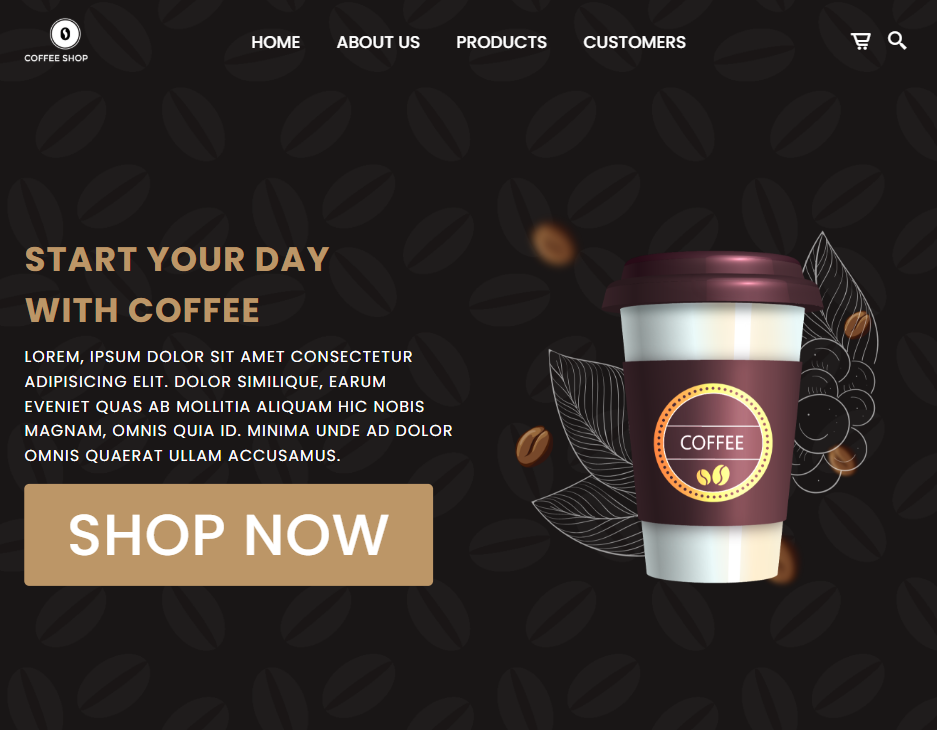 COFFEE SHOP
HOME ABOUT US PRODUCTS CUSTOMERS
START YOUR DAY
WITH COFFEE
LOREM, IPSUM DOLOR SIT AMET CONSECTETUR
ADIPISICING ELIT. DOLOR SIMILIQUE, EARUM
EVENIET QUAS AB MOLLITIA ALIQUAM HIC NOBIS
MAGNAM, OMNIS QUIA ID. MINIMA UNDE AD DOLOR
OMNIS QUAERAT ULLAM ACCUSAMUS.
SHOP NOW
COFFEE